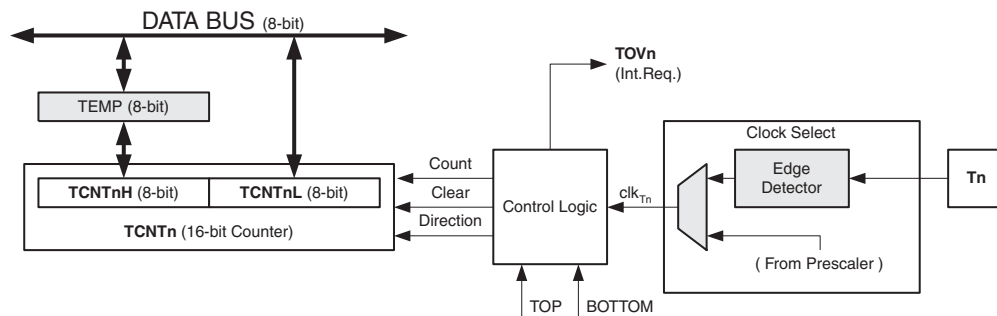 DATA BUS (8-bit)
TOVn
(Int.Req.)
TEMP (8-bit)
Clock Select
Count
Edge
Detector
Tn
TCNTnH (8-bit) TCNTnL (8-bit)
Clear
Control Logic
clkTn
Direction
TCNTn (16-bit Counter)
( From Prescaler )
TOP
BOTTOM